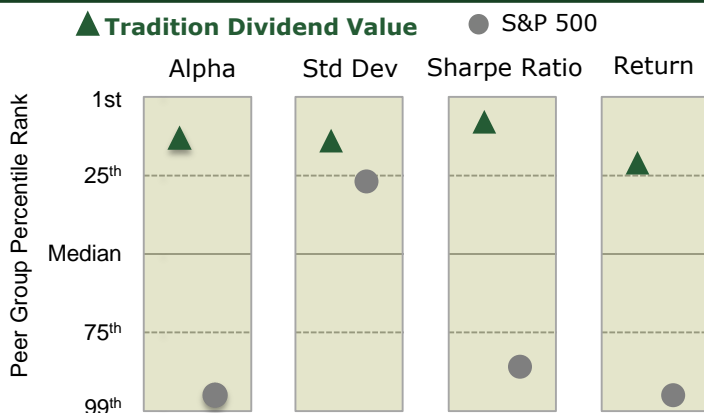 Tradition Dividend Value S&P 500
Alpha Std Dev Sharpe Ratio Return
Peer Group Percentile Rank
1st
25th
Median
75th
99th